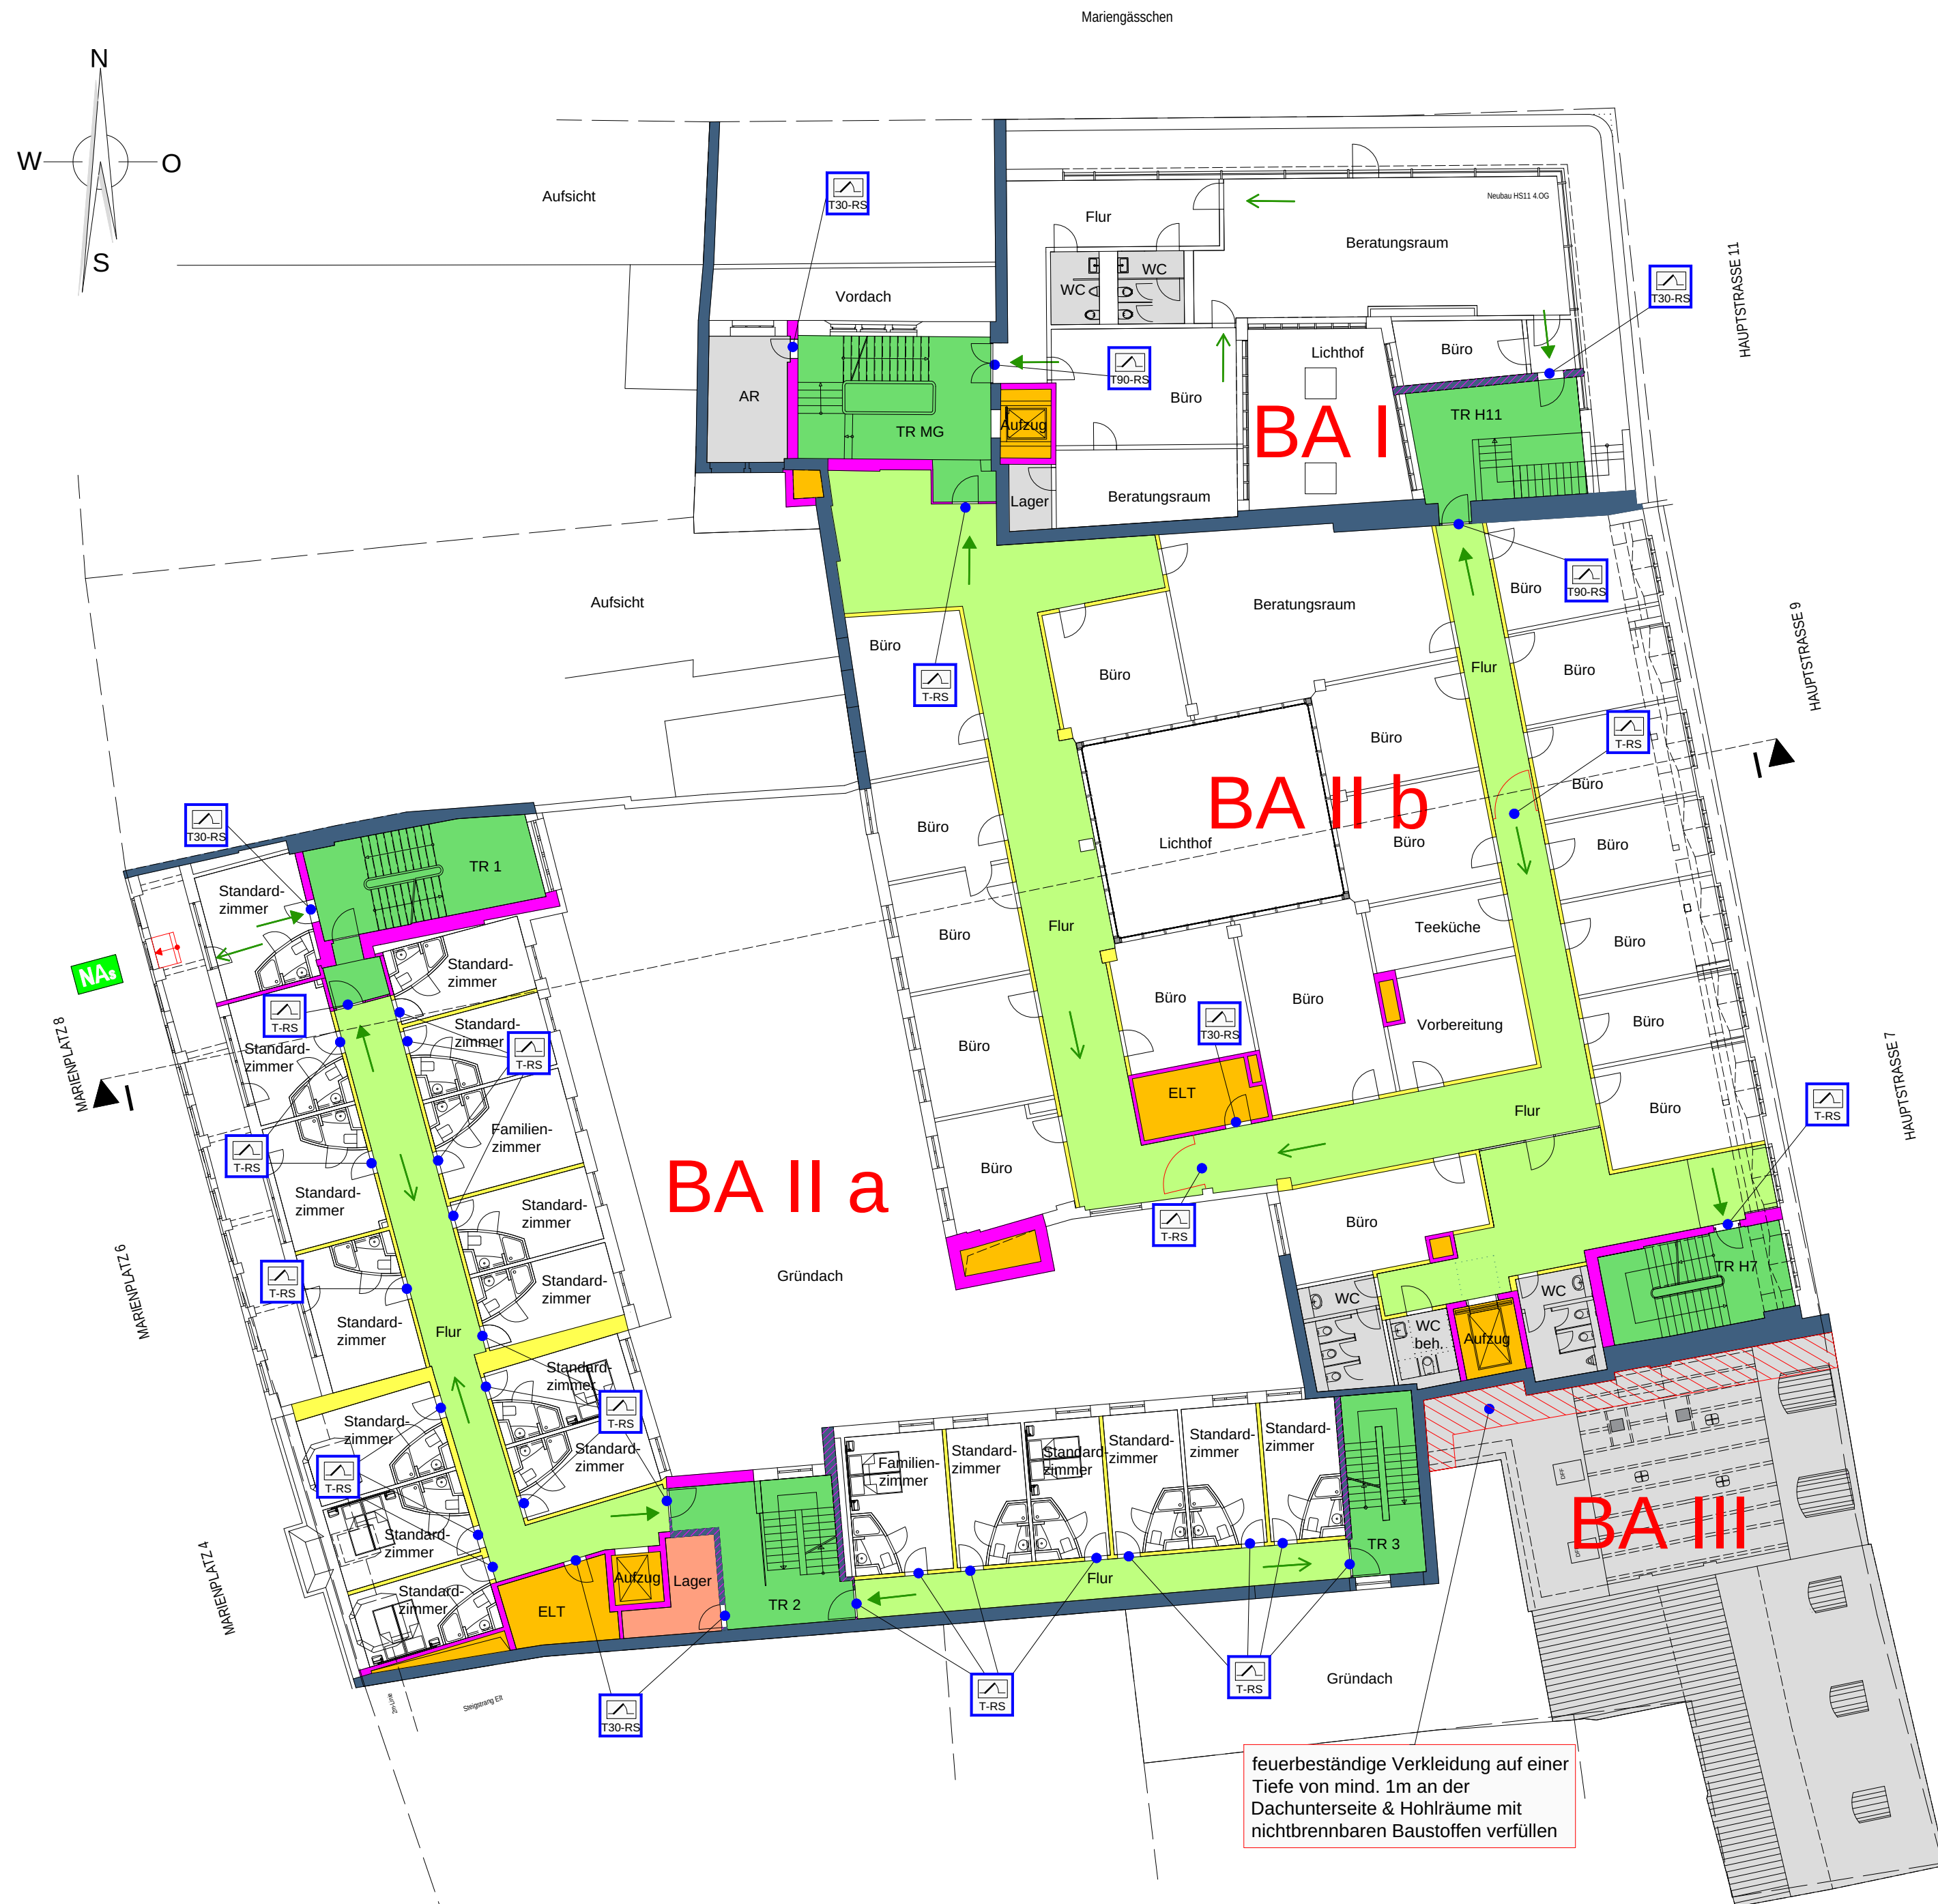 Mariengässchen
N
W
O
S
Aufsicht
T30-RS
Flur
Neubau HS11 4.OG
Beratungsraum
HAUPTSTRASSE 11
WC
WC
T30-RS
Vordach
Lichthof
Büro
T90-RS
AR
Büro
TR MG
Aufzug
BA I
TR H11
Lager
Beratungsraum
Aufsicht
Büro
T90-RS
Beratungsraum
HAUPTSTRASSE 9
Büro
Büro
Flur
Büro
T-RS
Büro
T-RS
BA II b
Büro
Büro
Lichthof
Büro
Büro
T30-RS
TR 1
Standard-
zimmer
Flur
Teeküche
Büro
Büro
NAs
Standard-
zimmer
Büro
Büro
T30-RS
Büro
Vorbereitung
T-RS
Standard-
zimmer
Standard-
zimmer
T-RS
MARIENPLATZ 8
I
I
Büro
ELT
Flur
Büro
T-RS
HAUPTSTRASSE 7
Familien-
zimmer
T-RS
BA II a
Büro
Standard-
zimmer
Standard-
zimmer
T-RS
Büro
MARIENPLATZ 6
T-RS
Standard-
zimmer
Gründach
TR H7
WC
WC
WC
beh.
Aufzug
Standard-
zimmer
Flur
Standard-
zimmer
T-RS
Standard-
zimmer
T-RS
Standard-
zimmer
Familien-
zimmer
Standard-
zimmer
Standard-
zimmer
Standard-
zimmer
Standard-
zimmer
Standard-
zimmer
BA III
Standard-
zimmer
MARIENPLATZ 4
TR 3
Standard-
zimmer
ELT
Aufzug
Lager
TR 2
Flur
T-RS
T-RS
Gründach
Steigstrang Elt
T30-RS
feuerbeständige Verkleidung auf einer
Tiefe von mind. 1m an der
Dachunterseite & Hohlräume mit
nichtbrennbaren Baustoffen verfüllen